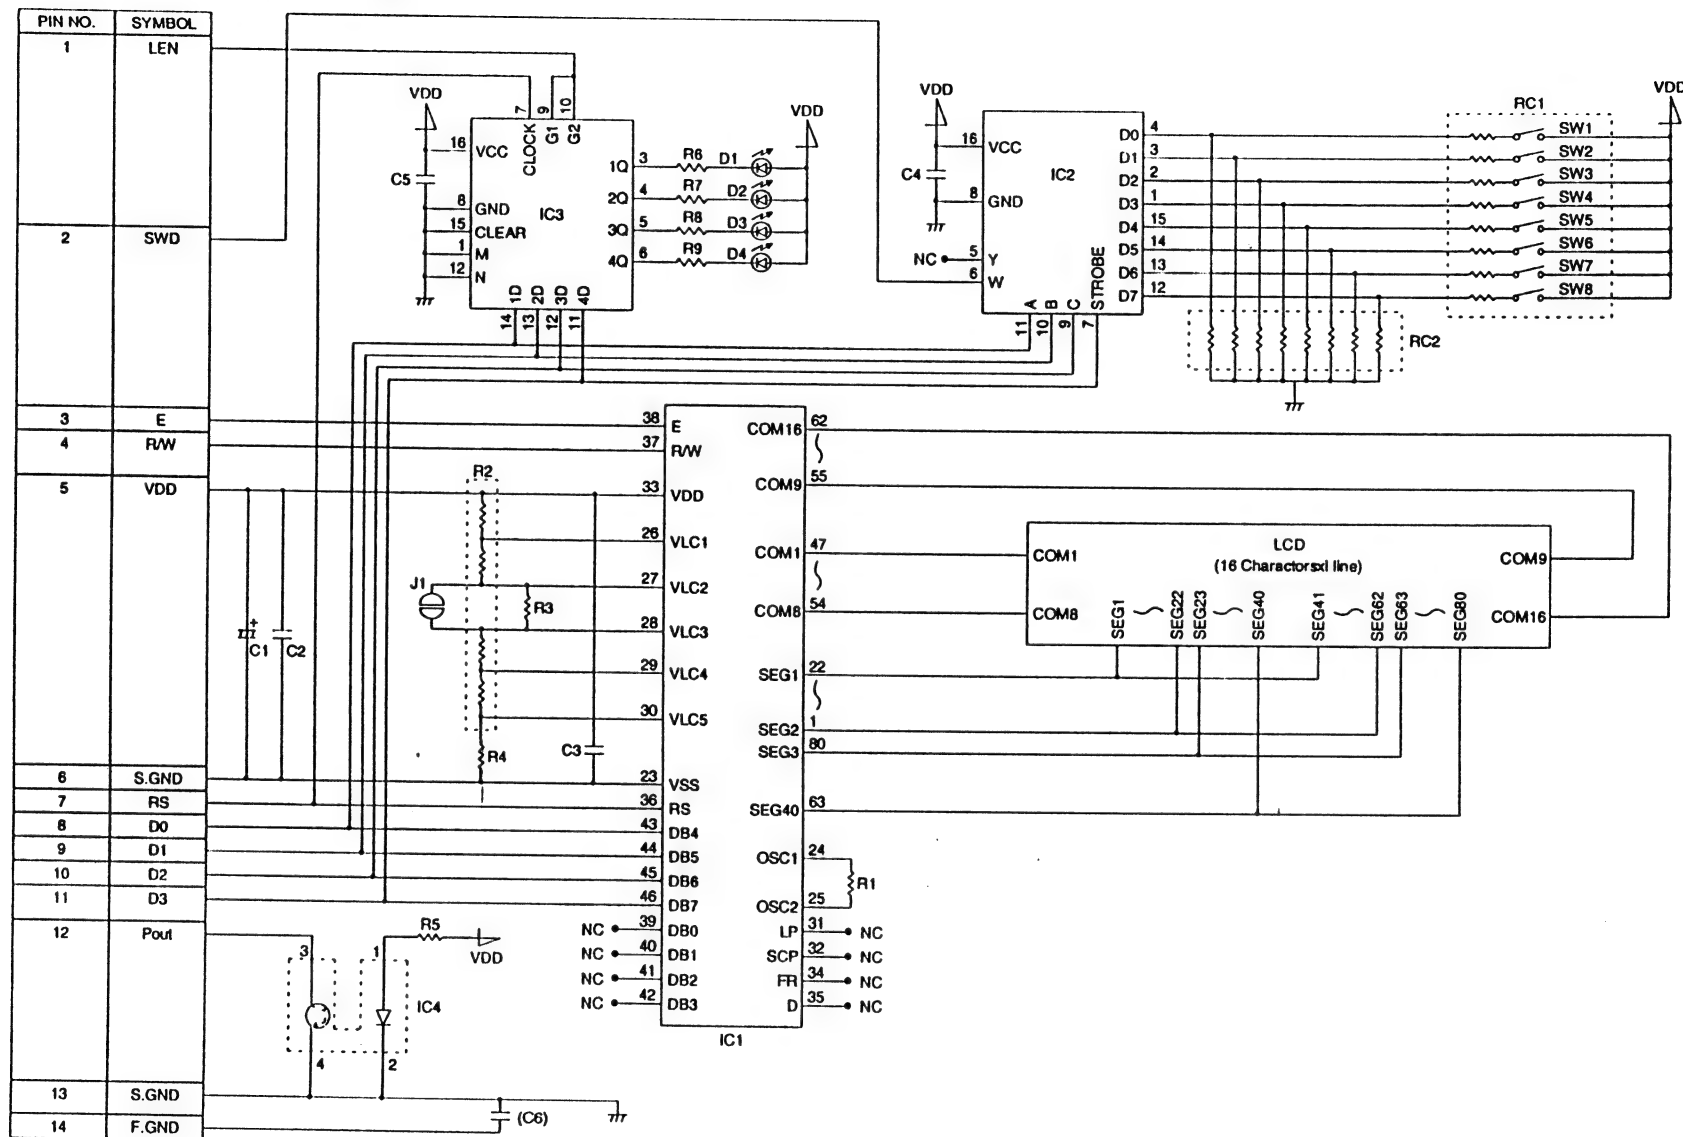 PIN NO. SYMBOL
1 LEN
2 SWD
3 E
4 R/W
5 VDD
6 S.GND
7 RS
8 D0
9 D1
10 D2
11 D3
12 Pout
13 S.GND
14 F.GND
VDD
C5
7 9 10
CLOCK G1 G2
16 VCC
8 GND
15 CLEAR
1 M
12 N
IC3
1Q 3 R6 D1
2Q 4 R7 D2
3Q 5 R8 D3
4Q 6 R9 D4
VDD
1D 2D 3D 4D
14 13 12 11
VDD
C4
16 VCC
8 GND
NC 5 Y
6 W
IC2
A B C STROBE
11 10 9 7
D0 4
D1 3
D2 2
D3 1
D4 15
D5 14
D6 13
D7 12
RC1
VDD
SW1
SW2
SW3
SW4
SW5
SW6
SW7
SW8
RC2
38 E
37 R/W
33 VDD
26 VLC1
27 VLC2
28 VLC3
29 VLC4
30 VLC5
23 VSS
36 RS
43 DB4
44 DB5
45 DB6
46 DB7
NC 39 DB0
NC 40 DB1
NC 41 DB2
NC 42 DB3
R2
J1
R3
R4
C1
C2
C3
COM16 62
COM9 55
COM1 47
COM8 54
SEG1 22
SEG2 1
SEG3 80
SEG40 63
OSC1 24
R1
OSC2 25
LP 31 NC
SCP 32 NC
FR 34 NC
D 35 NC
IC1
LCD
(16 Charactorsxl line)
COM1
COM8
COM9
COM16
SEG1 SEG22 SEG23 SEG40 SEG41 SEG62 SEG63 SEG80
R5
VDD
3 1
IC4
4 2
(C6)